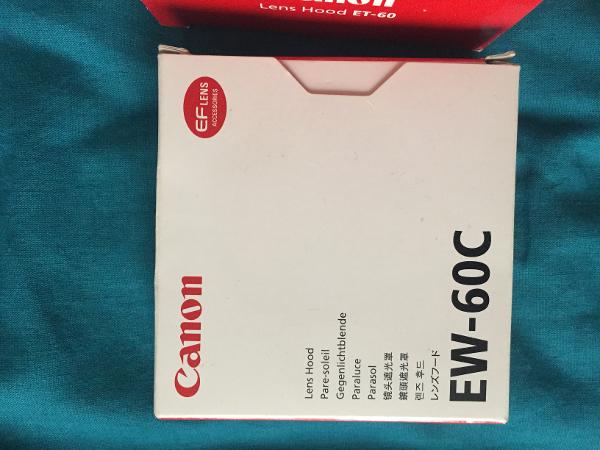 Canon
Lens Hood ET-60
EF LENS
ACCESSORIES
Canon
Lens Hood
Pare-soleil
Gegenlichtblende
Paraluce
Parasol
镜头遮光罩
鏡頭遮光罩
렌즈 후드
レンズフード
EW-60C